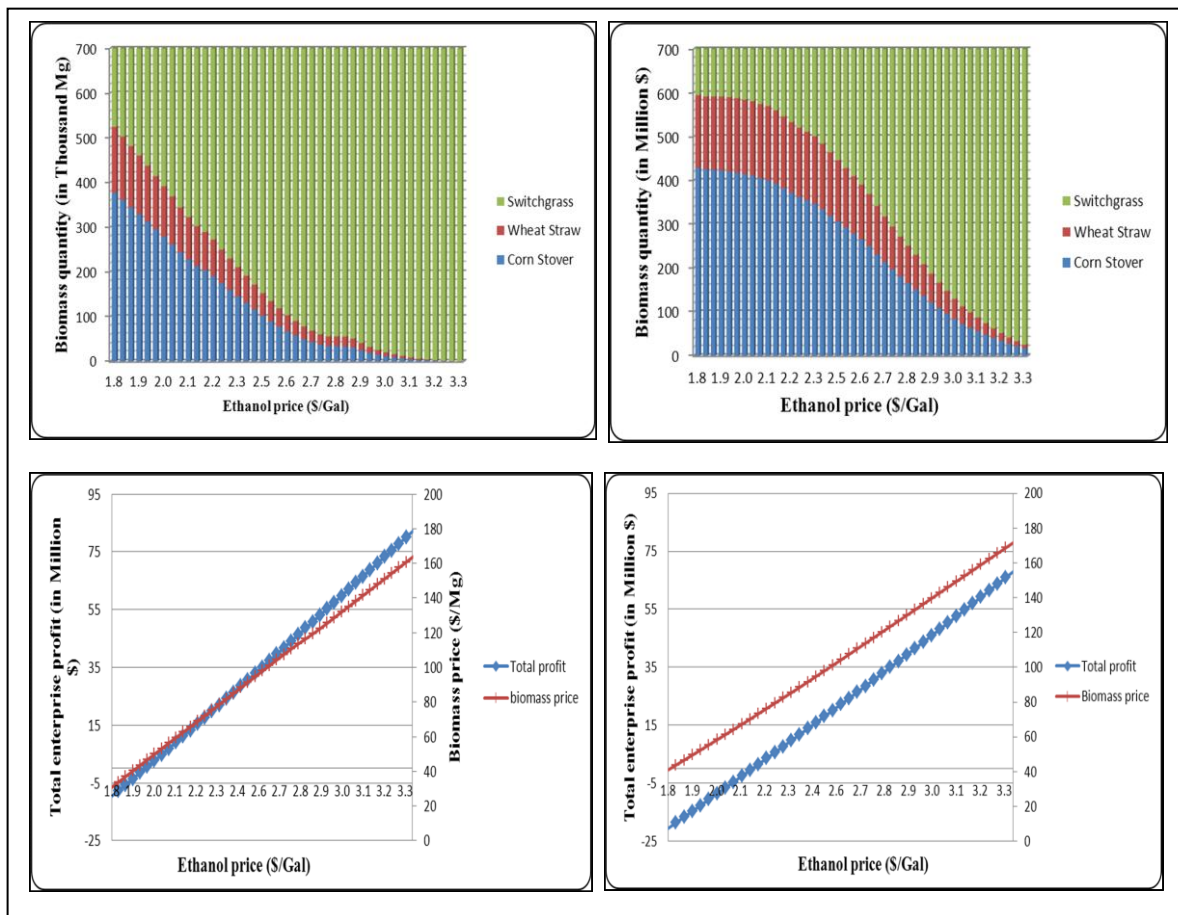 700
600
500
400
300
200
100
0
Biomass quantity (in Thousand Mg)
Switchgrass
Wheat Straw
Corn Stover
1.8 1.9 2.0 2.1 2.2 2.3 2.5 2.6 2.7 2.8 2.9 3.0 3.1 3.2 3.3
Ethanol price ($/Gal)
700
600
500
400
300
200
100
0
Biomass quantity (in Million $)
Switchgrass
Wheat Straw
Corn Stover
1.8 1.9 2.0 2.1 2.2 2.3 2.5 2.6 2.7 2.8 2.9 3.0 3.1 3.2 3.3
Ethanol price ($/Gal)
95
75
55
35
15
-5
-25
Total enterprise profit (in Million
$)
200
180
160
140
120
100
80
60
40
20
0
Biomass price ($/Mg)
Total profit
biomass price
1.8 1.9 2.0 2.1 2.2 2.3 2.4 2.6 2.7 2.8 2.9 3.0 3.1 3.2 3.3
Ethanol price ($/Gal)
95
75
55
35
15
-5
-25
Total enterprise profit (in Million $)
200
180
160
140
120
100
80
60
40
20
0
Total profit
Biomass price
1.8 1.9 2.0 2.1 2.2 2.3 2.4 2.6 2.7 2.8 2.9 3.0 3.1 3.2 3.3
Ethanol price ($/Gal)